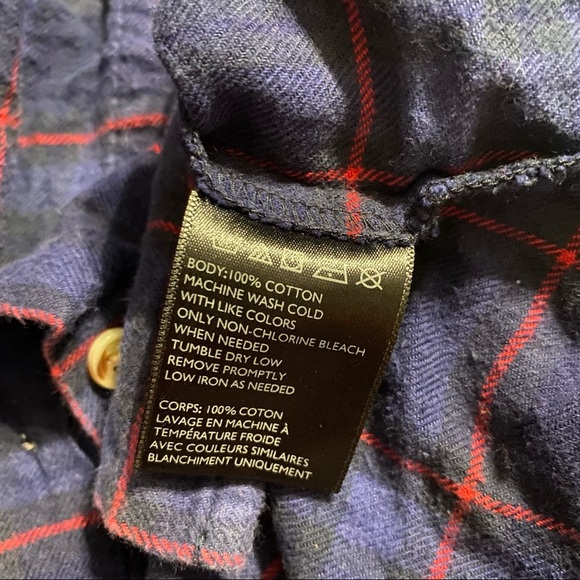 BODY:100% COTTON
MACHINE WASH COLD
WITH LIKE COLORS
ONLY NON-CHLORINE BLEACH
WHEN NEEDED
TUMBLE DRY LOW
REMOVE PROMPTLY
LOW IRON AS NEEDED
CORPS: 100% COTON
LAVAGE EN MACHINE À
TEMPÉRATURE FROIDE
AVEC COULEURS SIMILAIRES
BLANCHIMENT UNIQUEMENT